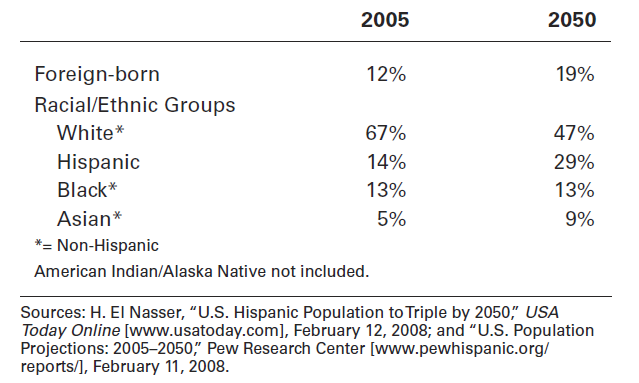 2005 2050
Foreign-born 12% 19%
Racial/Ethnic Groups
White* 67% 47%
Hispanic 14% 29%
Black* 13% 13%
Asian* 5% 9%
*= Non-Hispanic
American Indian/Alaska Native not included.
Sources: H. El Nasser, “U.S. Hispanic Population to Triple by 2050,” USA
Today Online [www.usatoday.com], February 12, 2008; and “U.S. Population
Projections: 2005–2050,” Pew Research Center [www.pewhispanic.org/
reports/], February 11, 2008.